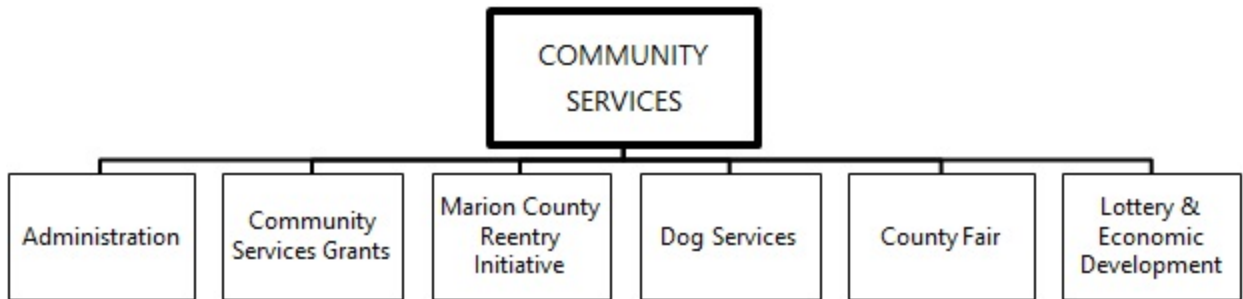 COMMUNITY
SERVICES
Administration
Community
Services Grants
Marion County
Reentry
Initiative
Dog Services
County Fair
Lottery &
Economic
Development